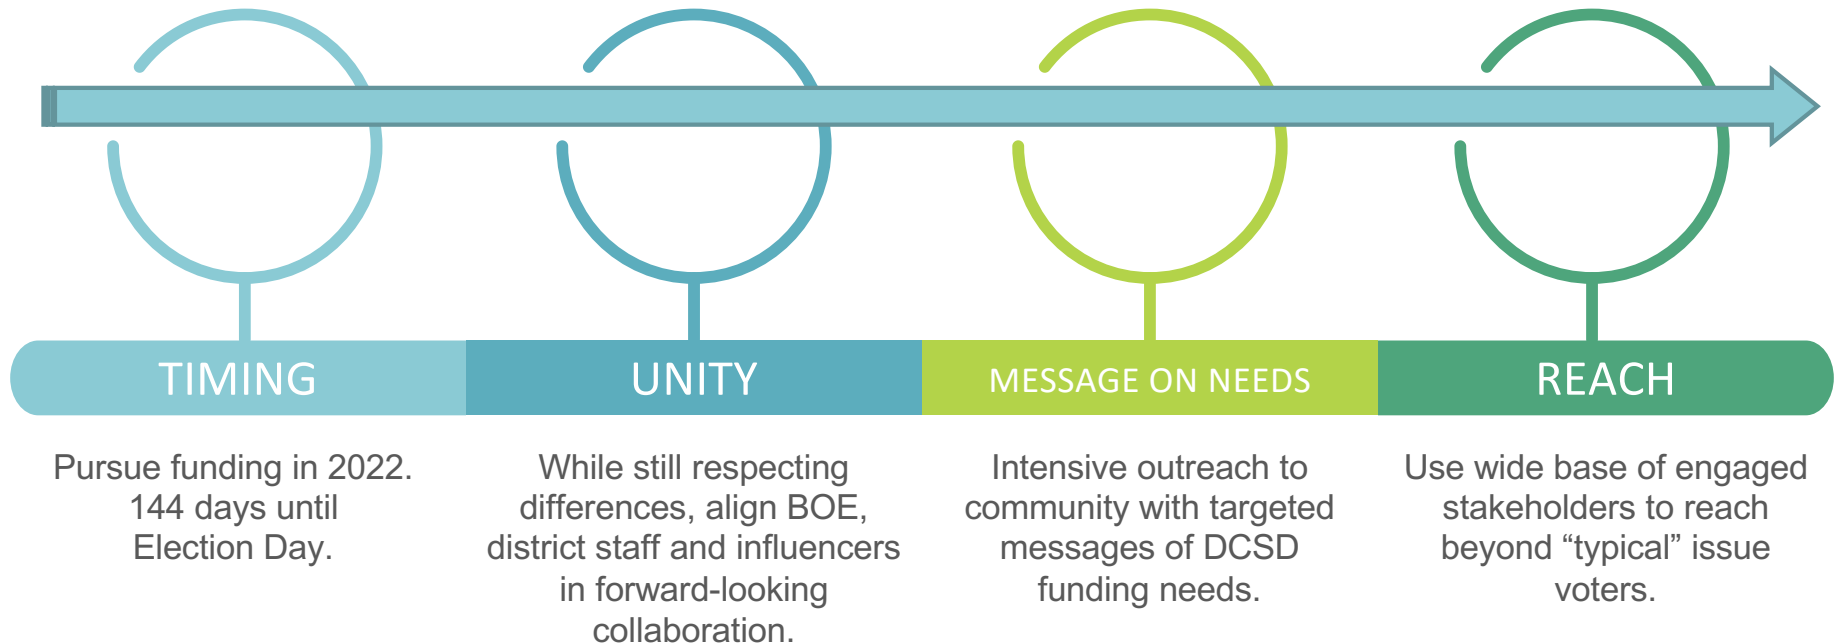 TIMING
Pursue funding in 2022.
144 days until
Election Day.
UNITY
While still respecting
differences, align BOE,
district staff and influencers
in forward-looking
collaboration.
MESSAGE ON NEEDS
Intensive outreach to
community with targeted
messages of DCSD
funding needs.
REACH
Use wide base of engaged
stakeholders to reach
beyond “typical” issue
voters.